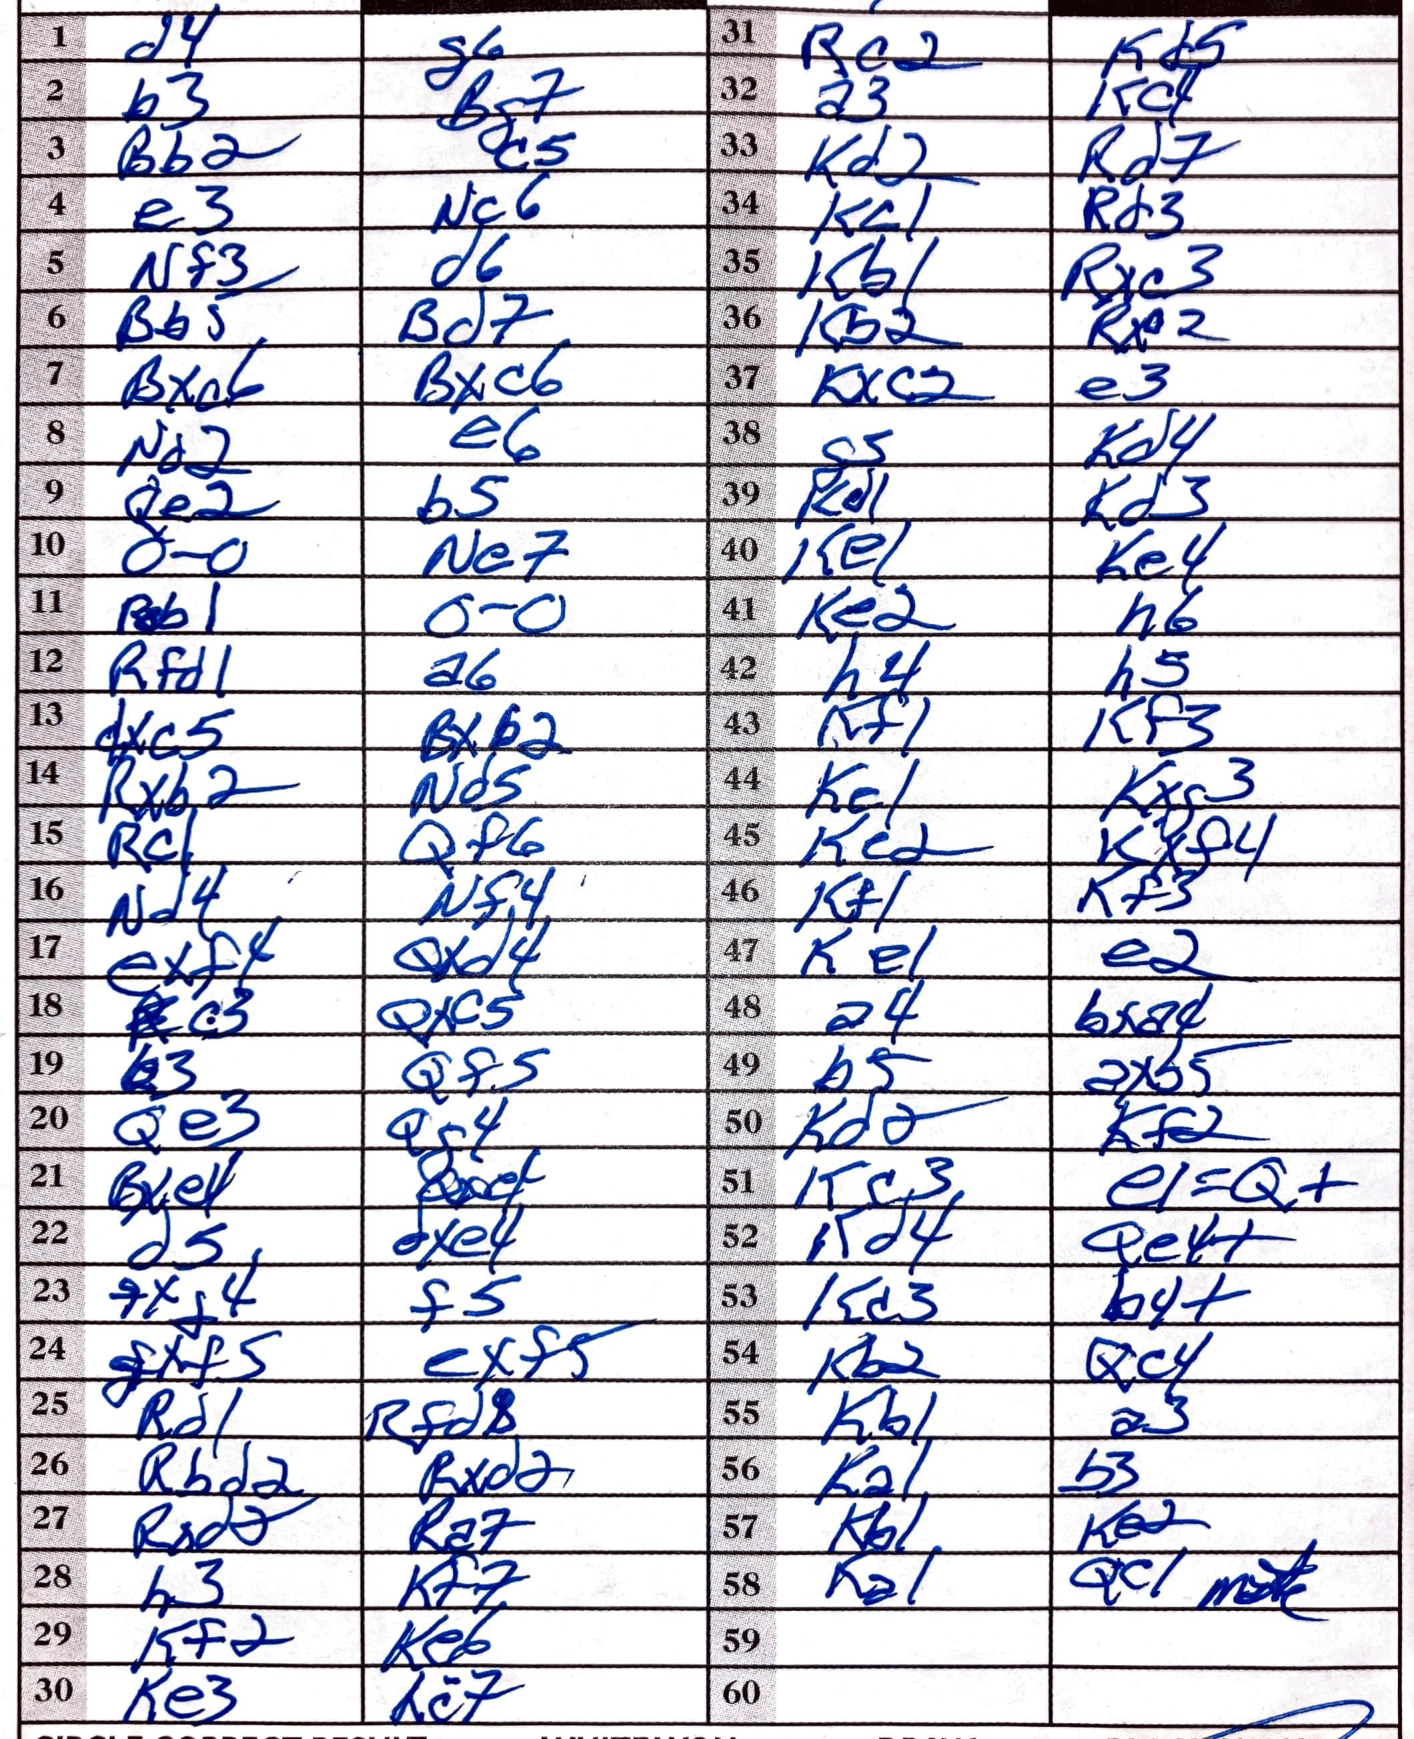 1 d4 g6 31 Rc2 Kd5
2 b3 Bg7 32 a3 Kc4
3 Bb2 c5 33 Kd2 Rd7
4 e3 Nc6 34 Kc1 Rd3
5 Nf3 d6 35 Kb1 Rxc3
6 Bb5 Bd7 36 Kb2 Rxc2
7 Bxc6 Bxc6 37 Kxc2 e3
8 Nd2 e6 38 g5 Kd4
9 Qe2 b5 39 Kd1 Kd3
10 0-0 Ne7 40 Ke1 Ke4
11 Rb1 0-0 41 Ke2 h6
12 Rfd1 a6 42 h4 h5
13 dxc5 Bxb2 43 Kf1 Kf3
14 Rxb2 Nd5 44 Ke1 Kxg3
15 Rc1 Qf6 45 Ke2 Kxf4
16 Nd4 Nf4 46 Kf1 Kf3
17 exf4 Qxd4 47 Ke1 e2
18 c3 Qxc5 48 a4 bxa4
19 g3 Qf5 49 b5 axb5
20 Qe3 Qg4 50 Kd2 Kf2
21 Bxe4 51 Kc3 e1=Q+
22 d5 dxe4 52 Kd4 Qe4+
23 fxg4 f5 53 Kc3 b4+
24 gxf5 exf5 54 Kb2 Qc4
25 Rd1 Rfd8 55 Kb1 a3
26 Rbd2 Rxd2 56 Ka1 b3
27 Rxd2 Ra7 57 Kb1 Ke2
28 h3 Kf7 58 Ka1 Qc1 mate
29 Kf2 Ke6 59
30 Ke3 Rc7 60